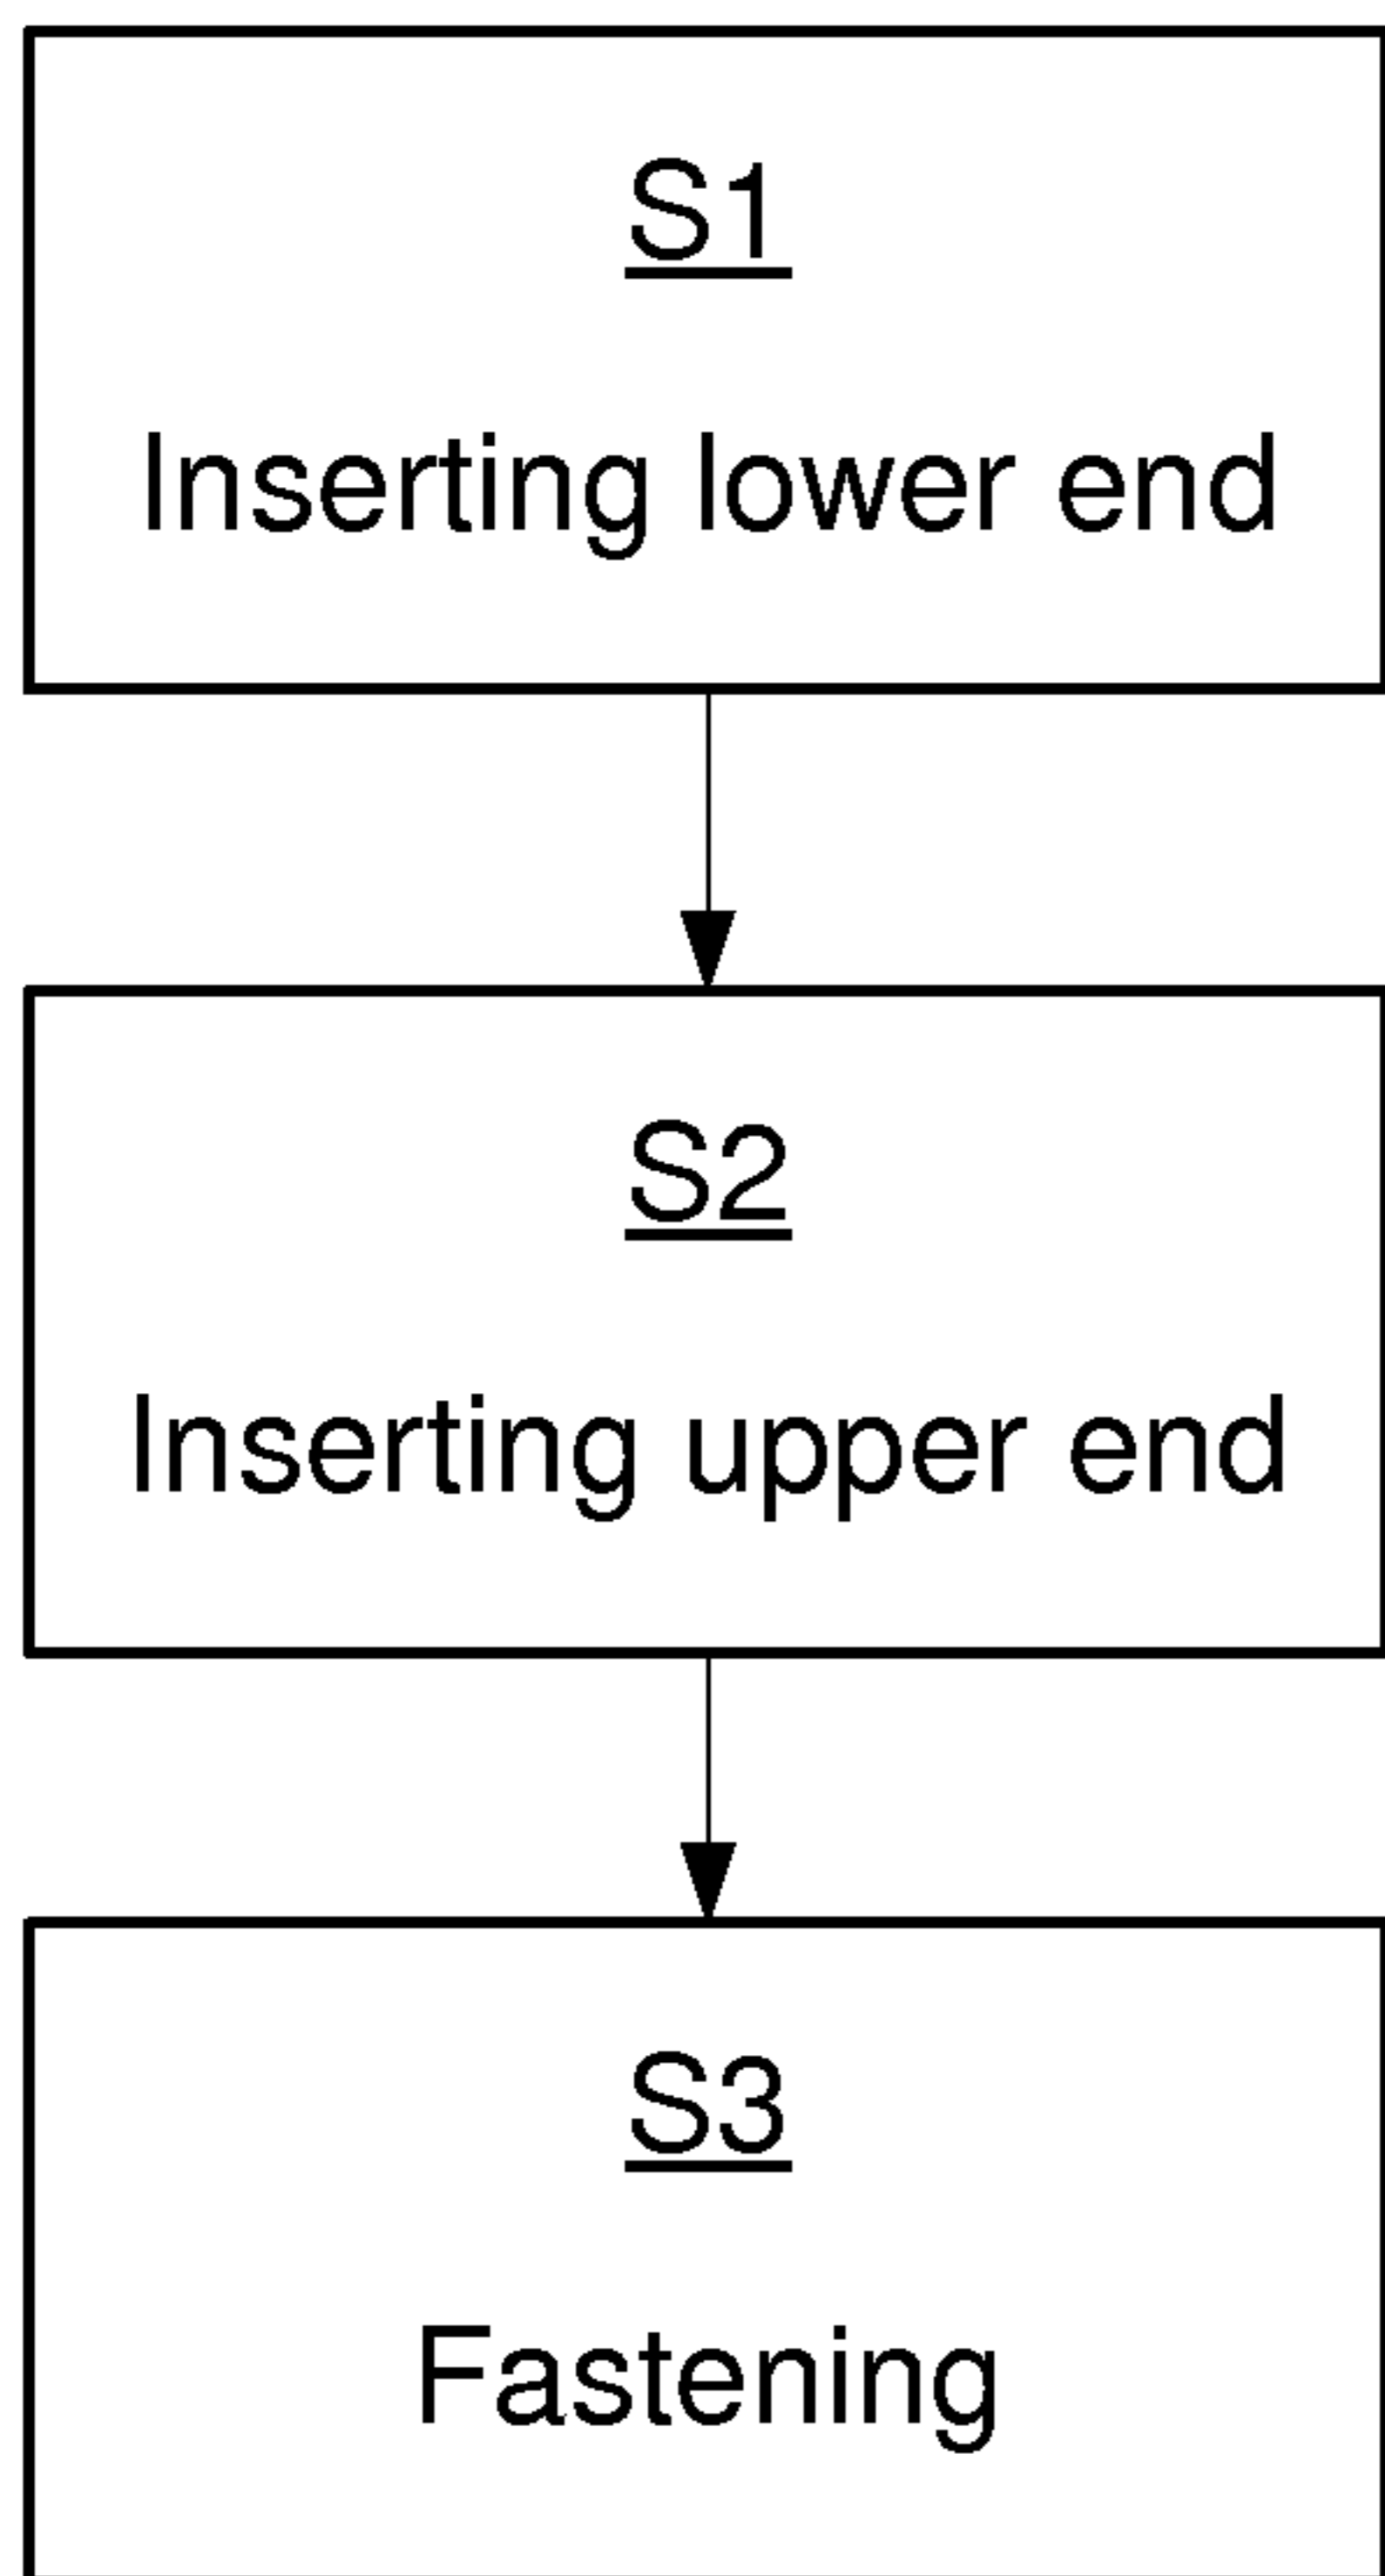 S1
Inserting lower end
S2
Inserting upper end
S3
Fastening